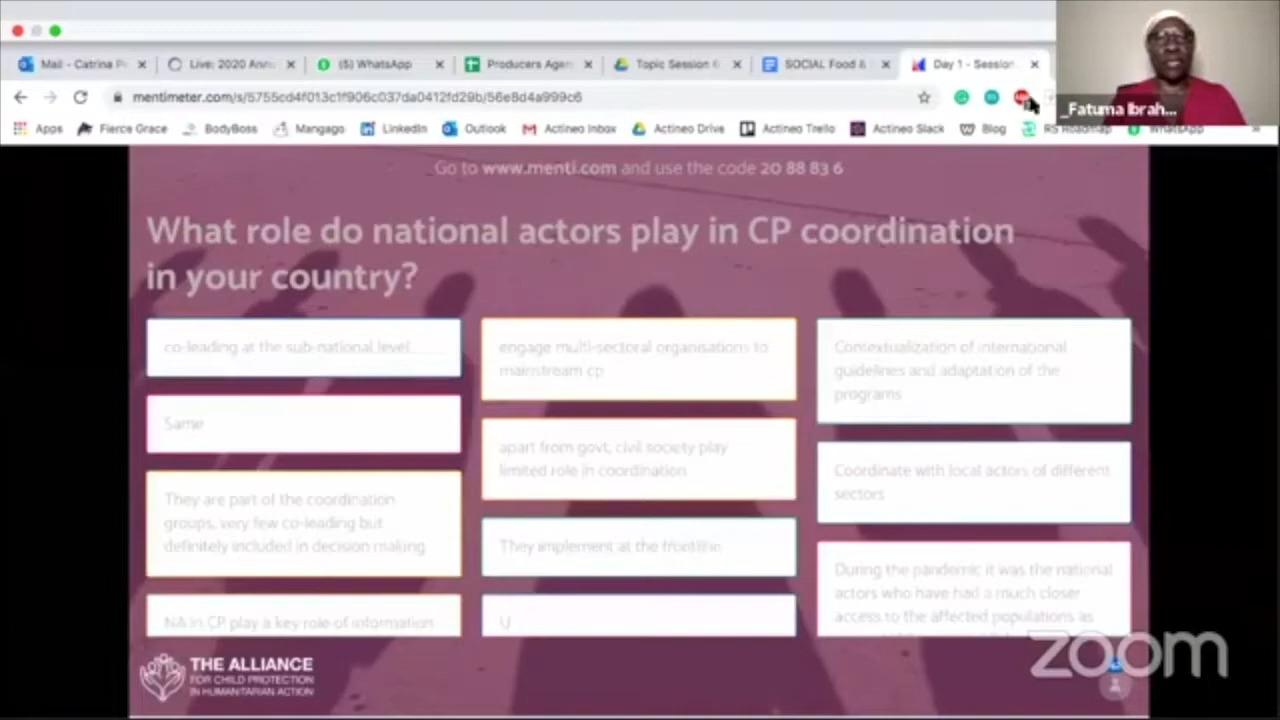 Mail - Catrina P
Live: 2020 Ann
(5) WhatsApp
Producers Agen
Topic Session 6
SOCIAL Food &
Day 1 - Session
mentimeter.com/s/5755cd4f013c1f906c037da0412fd29b/56e8d4a999c6
_Fatuma Ibrah...
Apps
Fierce Grace
BodyBoss
Mangago
LinkedIn
Outlook
Actineo Inbox
Actineo Drive
Actineo Trello
Actineo Slack
Blog
RS Roadmap
WhatsApp
Go to www.menti.com and use the code 20 88 83 6
What role do national actors play in CP coordination
in your country?
co-leading at the sub-national level
Same
They are part of the coordination
groups, very few co-leading but
definitely included in decision making
NA in CP play a key role of information
engage multi-sectoral organisations to
mainstream cp
apart from govt, civil society play
limited role in coordination
They implement at the frontline
U
Contextualization of international
guidelines and adaptation of the
programs
Coordinate with local actors of different
sectors
During the pandemic it was the national
actors who have had a much closer
access to the affected populations as
THE ALLIANCE
FOR CHILD PROTECTION
IN HUMANITARIAN ACTION
zoom